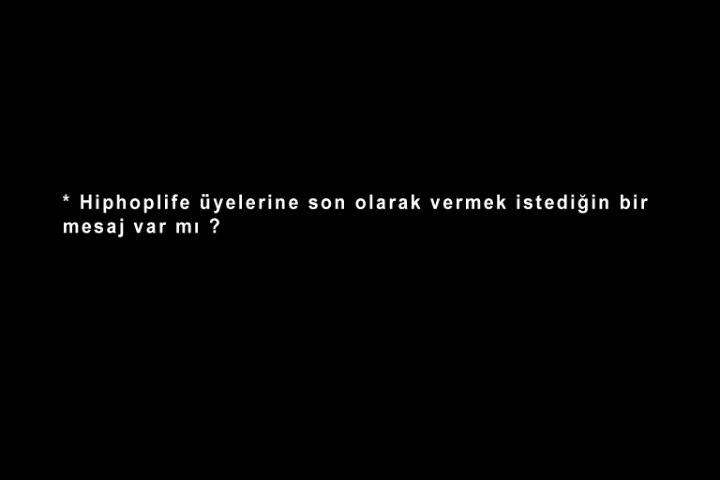 * Hiphoplife üyelerine son olarak vermek istediğin bir
mesaj var mı ?